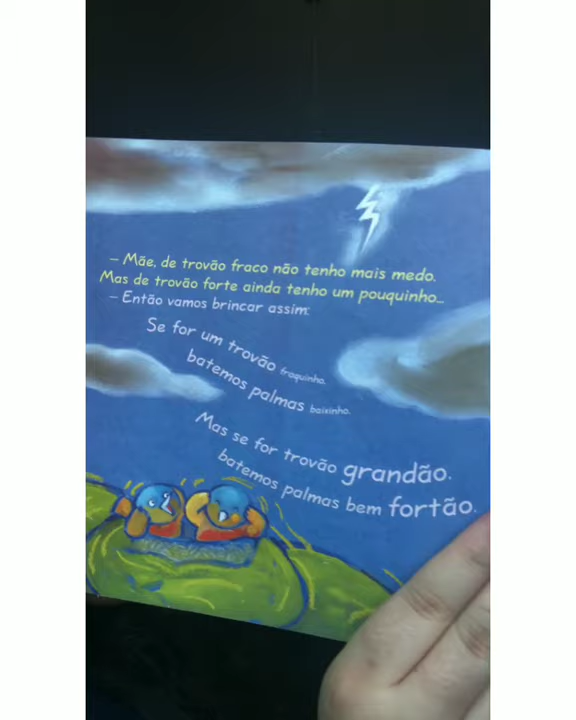 – Mãe, de trovão fraco não tenho mais medo.
Mas de trovão forte ainda tenho um pouquinho...
– Então vamos brincar assim:
Se for um trovão fraquinho,
batemos palmas baixinho.
Mas se for trovão grandão,
batemos palmas bem fortão.